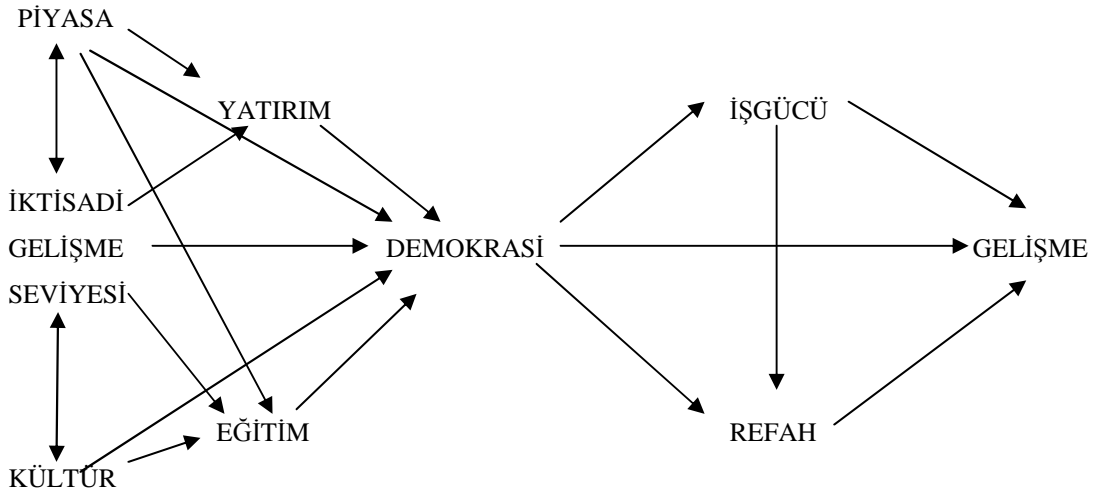 PİYASA
YATIRIM
İŞGÜCÜ
İKTİSADİ
GELİŞME
SEVİYESİ
DEMOKRASİ
GELİŞME
EĞİTİM
REFAH
KÜLTÜR